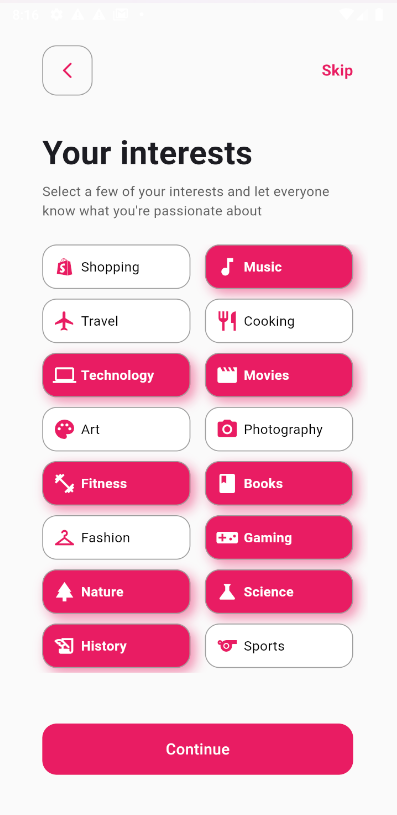 Skip
Your interests
Select a few of your interests and let everyone
know what you're passionate about
Shopping
Music
Travel
Cooking
Technology
Movies
Art
Photography
Fitness
Books
Fashion
Gaming
Nature
Science
History
Sports
Continue